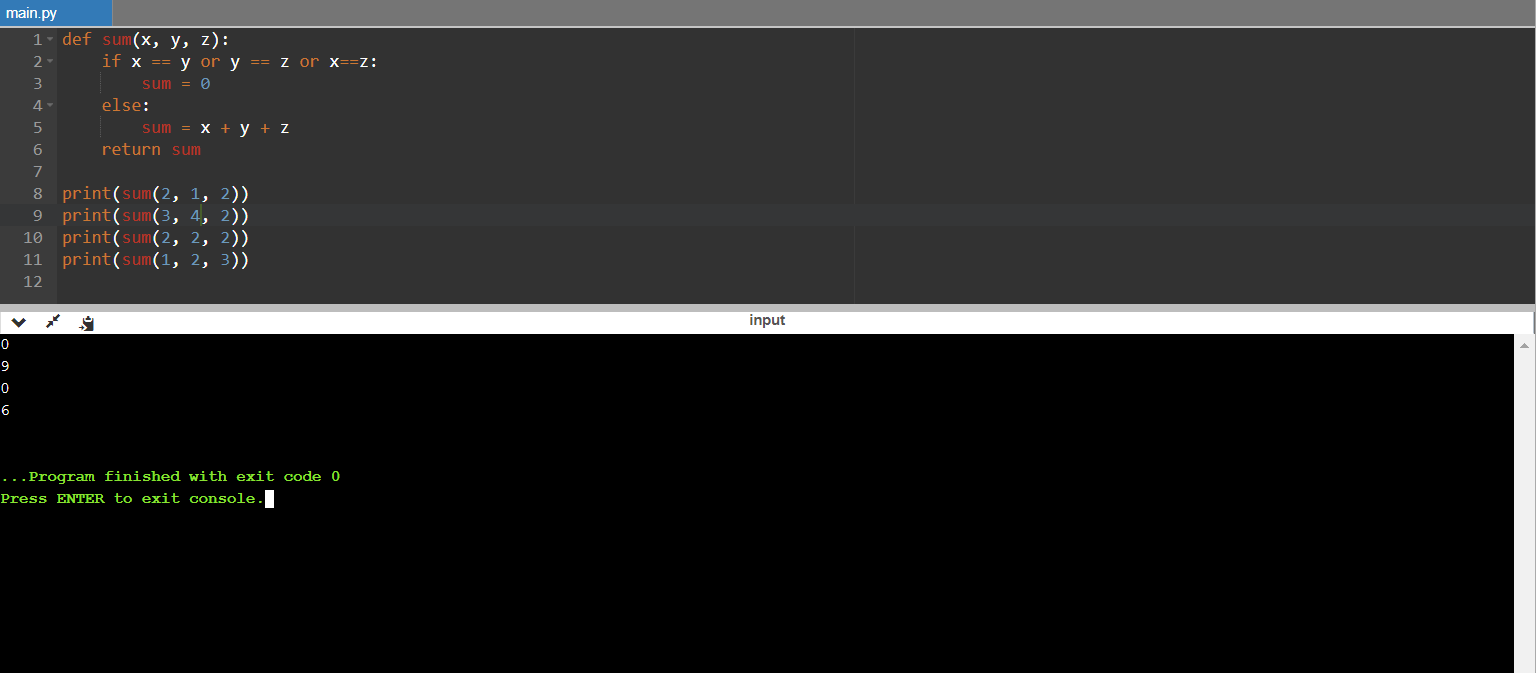 main.py
1 def sum(x, y, z):
2     if x == y or y == z or x==z:
3         sum = 0
4     else:
5         sum = x + y + z
6     return sum
7
8 print(sum(2, 1, 2))
9 print(sum(3, 4, 2))
10 print(sum(2, 2, 2))
11 print(sum(1, 2, 3))
12
input
0
9
0
6
...Program finished with exit code 0
Press ENTER to exit console.